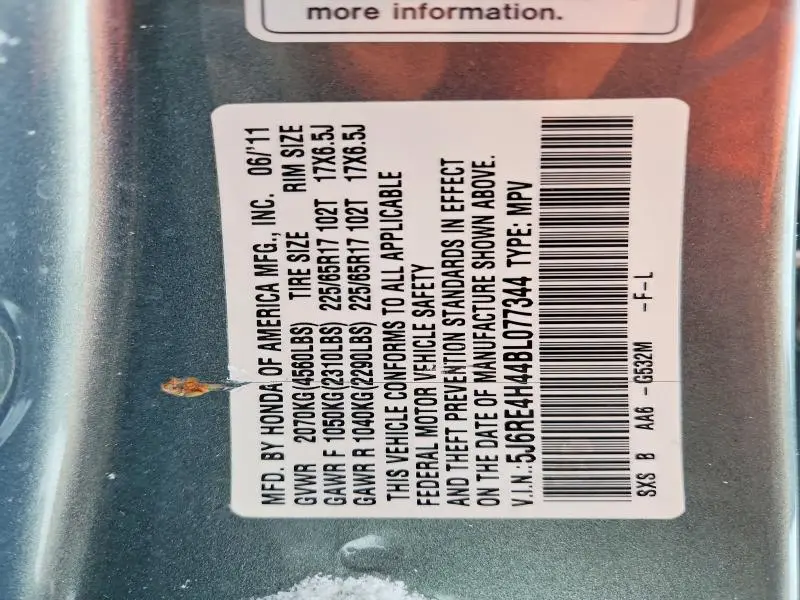 more information.
MFD. BY HONDA OF AMERICA MFG., INC. 06/'11
GVWR 2070KG(4560LBS) TIRE SIZE RIM SIZE
GAWR F 1050KG(2310LBS) 225/65R17 102T 17X6.5J
GAWR R 1040KG(2290LBS) 225/65R17 102T 17X6.5J
THIS VEHICLE CONFORMS TO ALL APPLICABLE
FEDERAL MOTOR VEHICLE SAFETY
AND THEFT PREVENTION STANDARDS IN EFFECT
ON THE DATE OF MANUFACTURE SHOWN ABOVE.
V.I.N.:5J6RE4H44BL077344 TYPE: MPV
SXS B AA6 -G532M -F-L